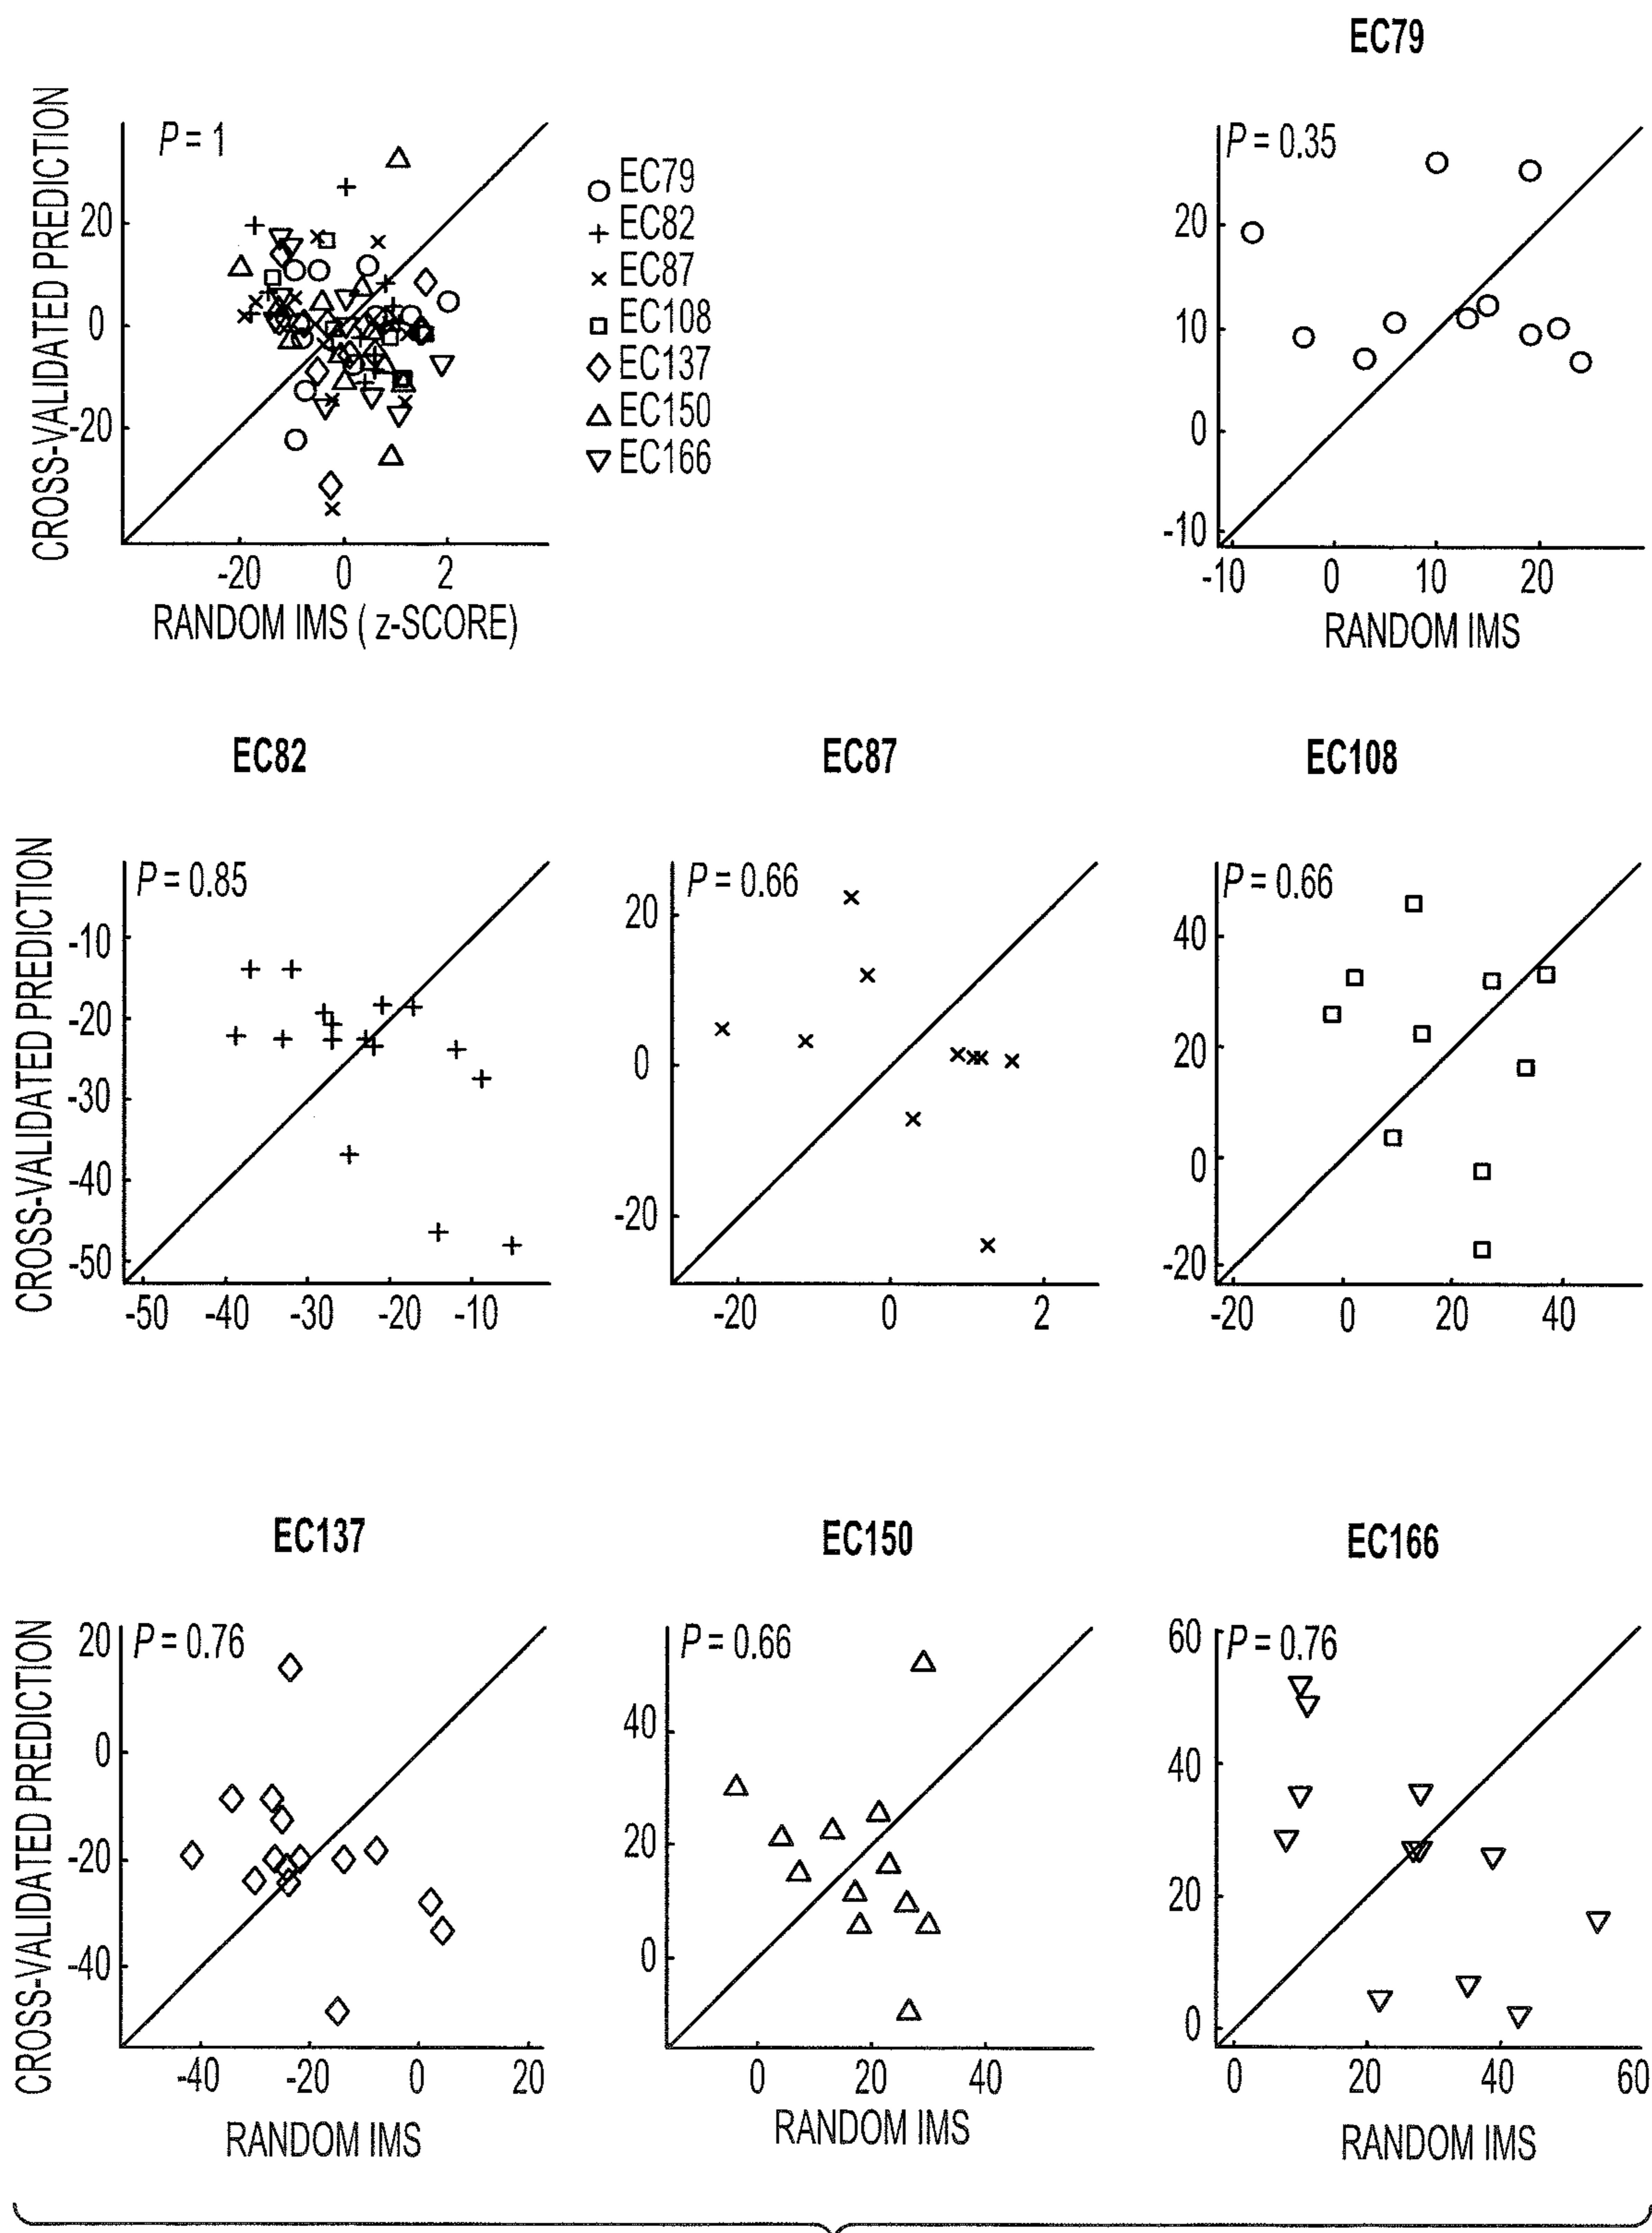 EC79
CROSS-VALIDATED PREDICTION
P = 1
20
0
-20
-20 0 2
RANDOM IMS ( z-SCORE)
EC79
EC82
EC87
EC108
EC137
EC150
EC166
P = 0.35
20
10
0
-10
-10 0 10 20
RANDOM IMS
EC82
CROSS-VALIDATED PREDICTION
P = 0.85
-10
-20
-30
-40
-50
-50 -40 -30 -20 -10
EC87
P = 0.66
20
0
-20
-20 0 2
EC108
P = 0.66
40
20
0
-20
-20 0 20 40
EC137
CROSS-VALIDATED PREDICTION
P = 0.76
20
0
-20
-40
-40 -20 0 20
RANDOM IMS
EC150
P = 0.66
40
20
0
0 20 40
RANDOM IMS
EC166
P = 0.76
60
40
20
0
0 20 40 60
RANDOM IMS